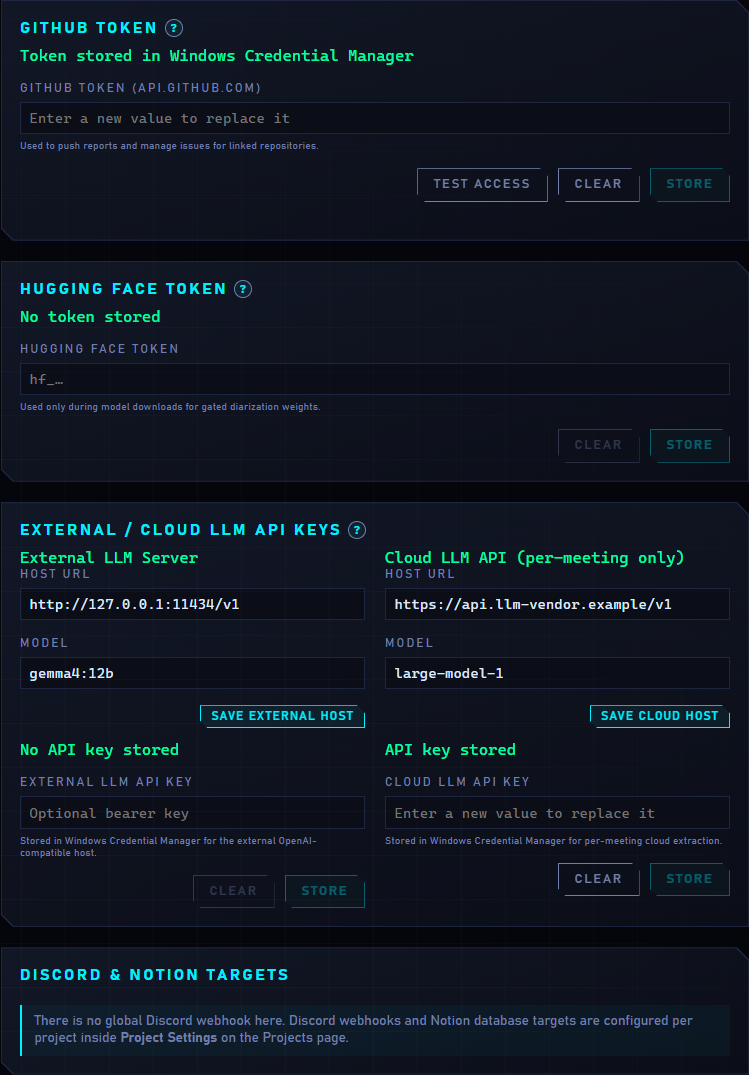 GITHUB TOKEN ?
Token stored in Windows Credential Manager
GITHUB TOKEN (API.GITHUB.COM)
Enter a new value to replace it
Used to push reports and manage issues for linked repositories.
TEST ACCESS
CLEAR
STORE
HUGGING FACE TOKEN ?
No token stored
HUGGING FACE TOKEN
hf_…
Used only during model downloads for gated diarization weights.
CLEAR
STORE
EXTERNAL / CLOUD LLM API KEYS ?
External LLM Server
HOST URL
http://127.0.0.1:11434/v1
MODEL
gemma4:12b
SAVE EXTERNAL HOST
No API key stored
EXTERNAL LLM API KEY
Optional bearer key
Stored in Windows Credential Manager for the external OpenAI-
compatible host.
CLEAR
STORE
Cloud LLM API (per-meeting only)
HOST URL
https://api.llm-vendor.example/v1
MODEL
large-model-1
SAVE CLOUD HOST
API key stored
CLOUD LLM API KEY
Enter a new value to replace it
Stored in Windows Credential Manager for per-meeting cloud extraction.
CLEAR
STORE
DISCORD & NOTION TARGETS
There is no global Discord webhook here. Discord webhooks and Notion database targets are configured per
project inside Project Settings on the Projects page.